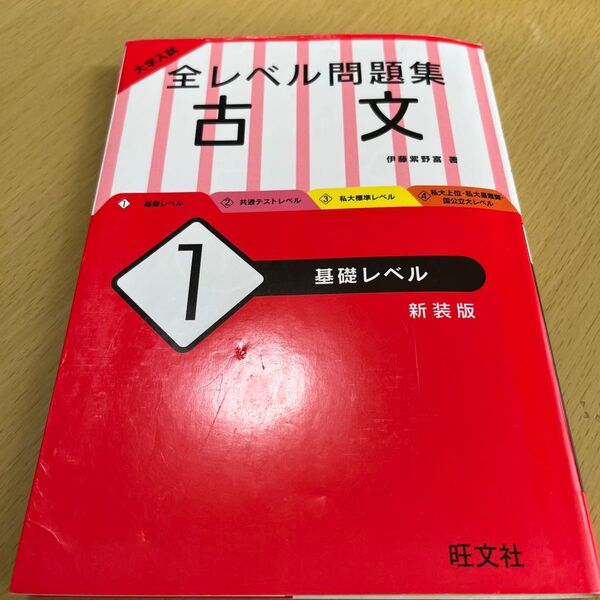 大学入試
全レベル問題集
古文
伊藤紫野富 著
① 基礎レベル
② 共通テストレベル
③ 私大標準レベル
④ 私大上位・私大最難関・
国公立大レベル
1
基礎レベル
新装版
旺文社